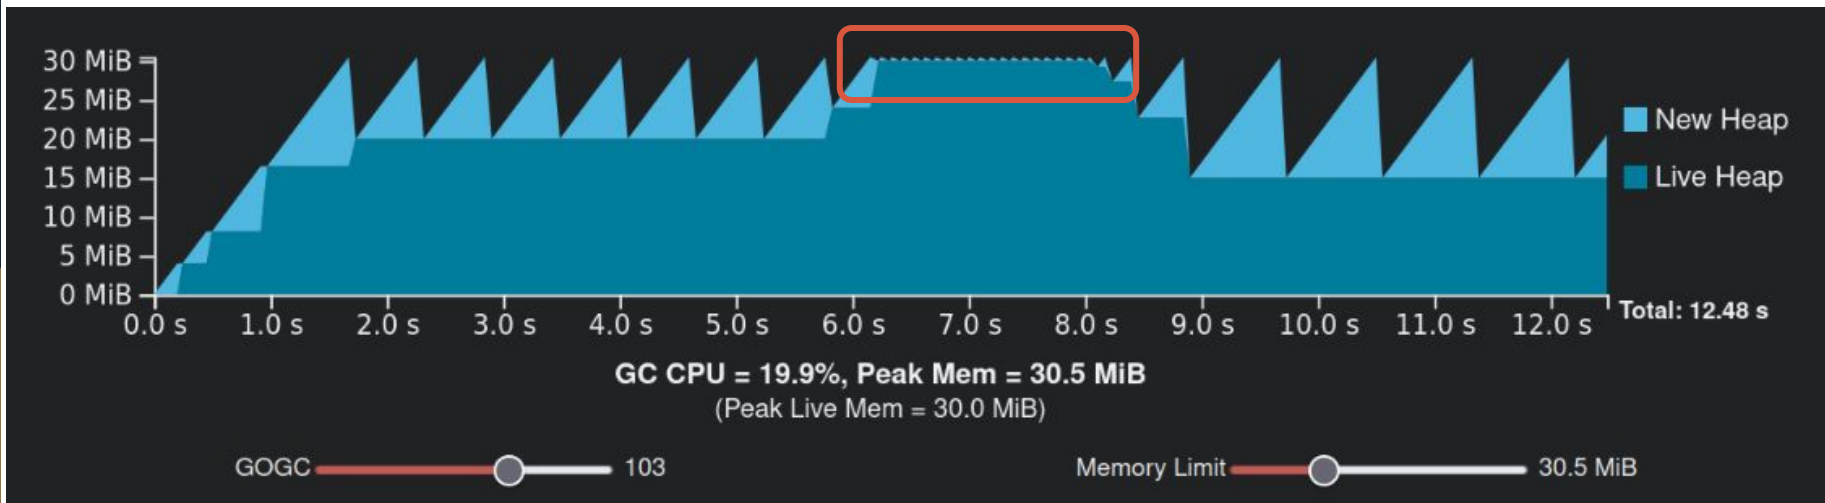 30 MiB
25 MiB
20 MiB
15 MiB
10 MiB
5 MiB
0 MiB
New Heap
Live Heap
0.0 s 1.0 s 2.0 s 3.0 s 4.0 s 5.0 s 6.0 s 7.0 s 8.0 s 9.0 s 10.0 s 11.0 s 12.0 s
Total: 12.48 s
GC CPU = 19.9%, Peak Mem = 30.5 MiB
(Peak Live Mem = 30.0 MiB)
GOGC 103
Memory Limit 30.5 MiB